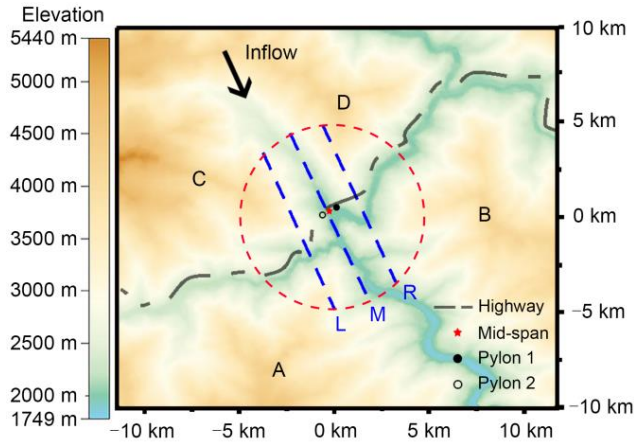 Elevation
5440 m
5000 m
4500 m
4000 m
3500 m
3000 m
2000 m
1749 m
Inflow
D
C
B
A
L
M
R
Highway
Mid-span
Pylon 1
Pylon 2
10 km
5 km
0 km
−5 km
−10 km
−10 km
−5 km
0 km
5 km
10 km